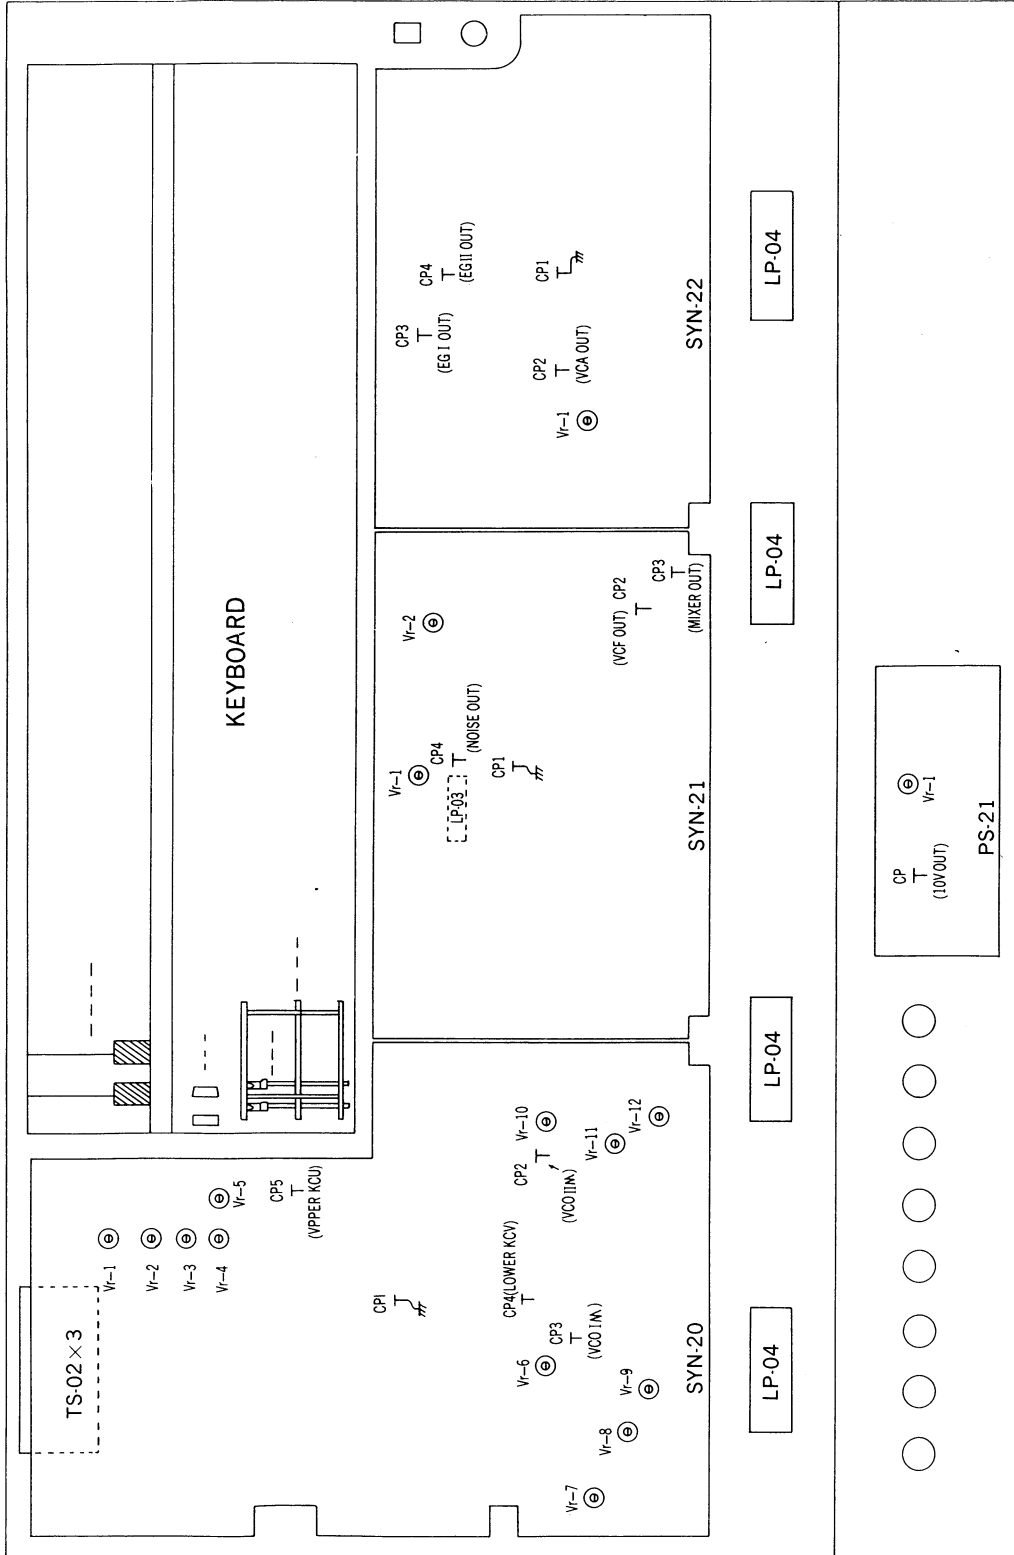 TS-02×3
Vr-1
Vr-2
Vr-3
Vr-4
Vr-5
CP5
(VPPER KCU)
CP1
CP4(LOWER KCV)
CP3
(VCO I
Vr-6
CP2
(VCO II
Vr-10
Vr-11
Vr-12
Vr-7
Vr-8
Vr-9
SYN-20
KEYBOARD
Vr-1
CP4
(NOISE OUT)
LP-03
CP1
Vr-2
(VCF OUT) CP2
CP3
(MIXER OUT)
SYN-21
CP3
(EG I OUT)
CP4
(EG II OUT)
CP1
CP2
(VCA OUT)
Vr-1
SYN-22
LP-04
LP-04
LP-04
LP-04
CP
(10V OUT)
Vr-1
PS-21